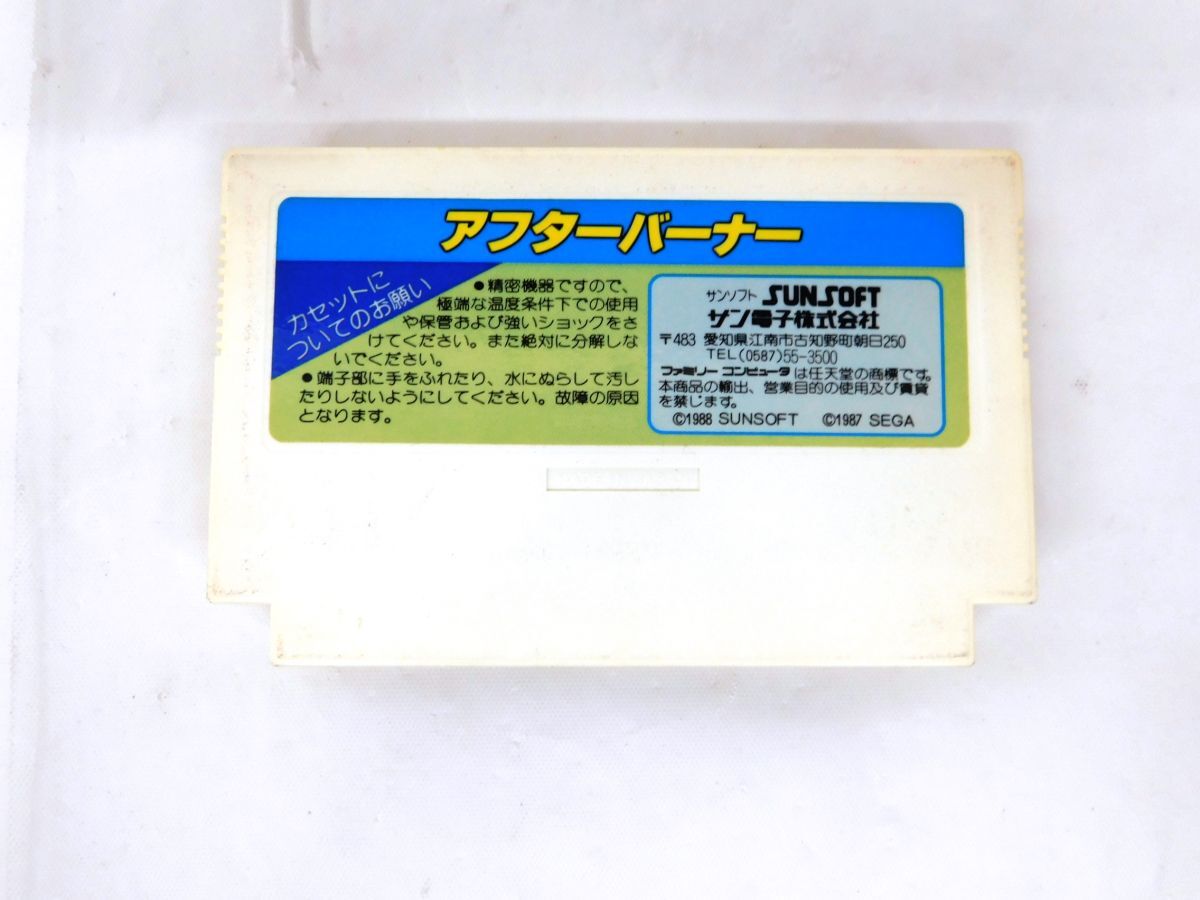 アフターバーナー
カセットに
ついてのお願い
●精密機器ですので、
極端な温度条件下での使用
や保管および強いショックをさ
けてください。また絶対に分解しな
いでください。
●端子部に手をふれたり、水にぬらして汚し
たりしないようにしてください。故障の原因
となります。
サンソフト SUNSOFT
サン電子株式会社
〒483 愛知県江南市古知野町朝日250
TEL(0587)55-3500
ファミリー コンピュータは任天堂の商標です。
本商品の輸出、営業目的の使用及び賃貸
を禁じます。
©1988 SUNSOFT ©1987 SEGA